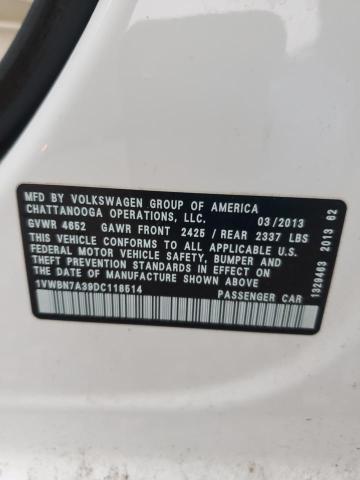 MFD BY VOLKSWAGEN GROUP OF AMERICA
CHATTANOOGA OPERATIONS, LLC. 03/2013
GVWR 4652 GAWR FRONT 2425 / REAR 2337 LBS
THIS VEHICLE CONFORMS TO ALL APPLICABLE U.S.
FEDERAL MOTOR VEHICLE SAFETY, BUMPER AND
THEFT PREVENTION STANDARDS IN EFFECT
ON THE DATE OF MANUFACTURE SHOWN ABOVE
1VWBN7A39DC118514 PASSENGER CAR
1329463 2013 62